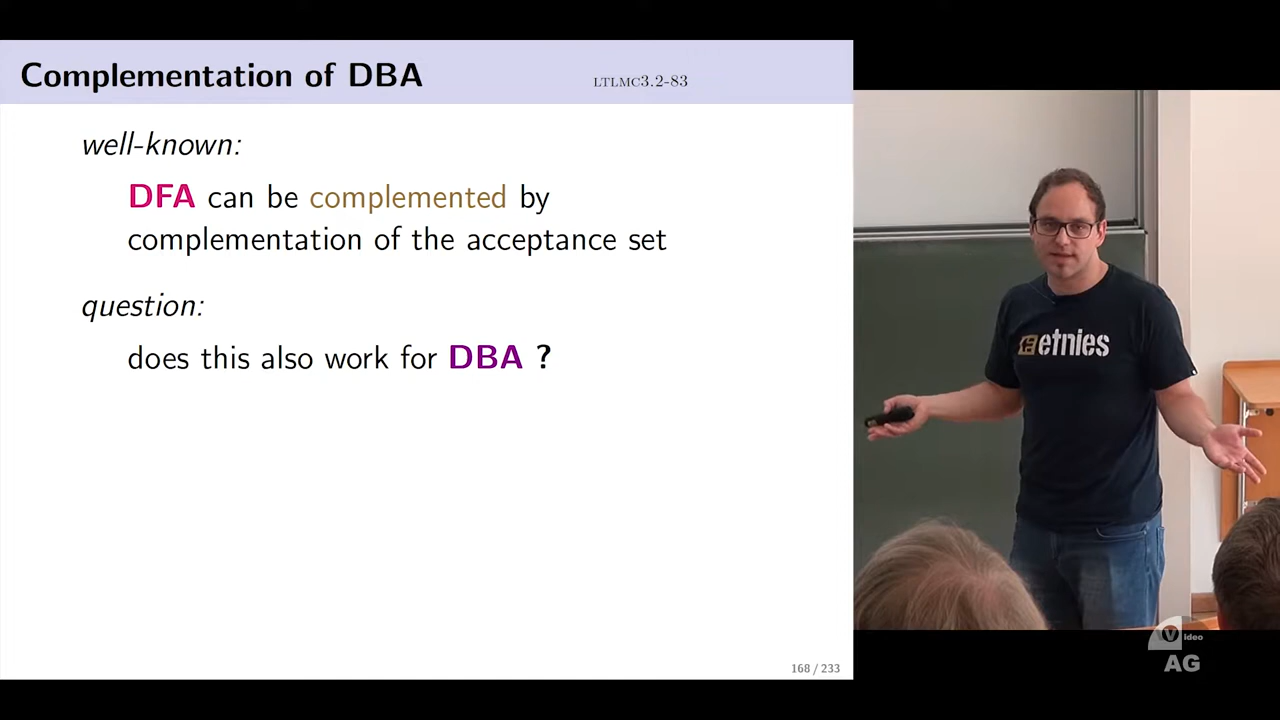 Complementation of DBA
LTLMC3.2-83
well-known:
DFA can be complemented by
complementation of the acceptance set
question:
does this also work for DBA ?
168 / 233
etnies
Video
AG